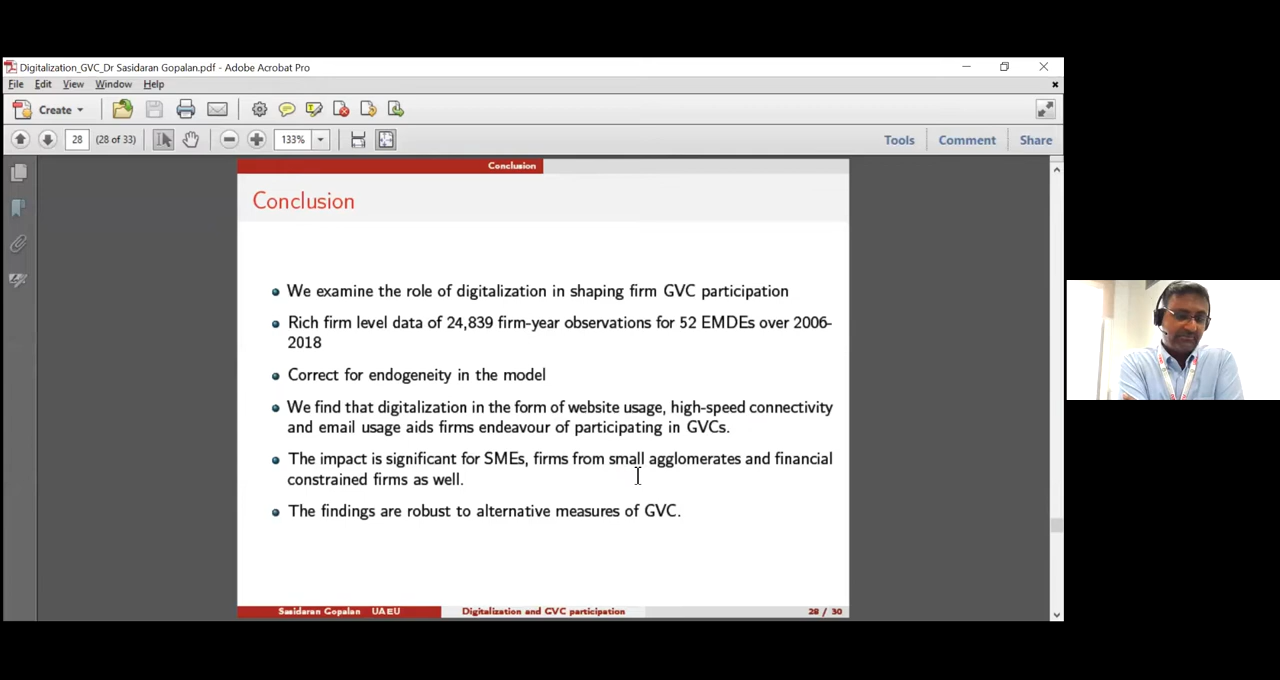 Digitalization_GVC_Dr Sasidaran Gopalan.pdf - Adobe Acrobat Pro
File Edit View Window Help
Create
28 (28 of 33) 133% Tools Comment Share
Conclusion
Conclusion
We examine the role of digitalization in shaping firm GVC participation
Rich firm level data of 24,839 firm-year observations for 52 EMDEs over 2006-
2018
Correct for endogeneity in the model
We find that digitalization in the form of website usage, high-speed connectivity
and email usage aids firms endeavour of participating in GVCs.
The impact is significant for SMEs, firms from small agglomerates and financial
constrained firms as well.
The findings are robust to alternative measures of GVC.
Sasidaran Gopalan UAEU Digitalization and GVC participation 28 / 30